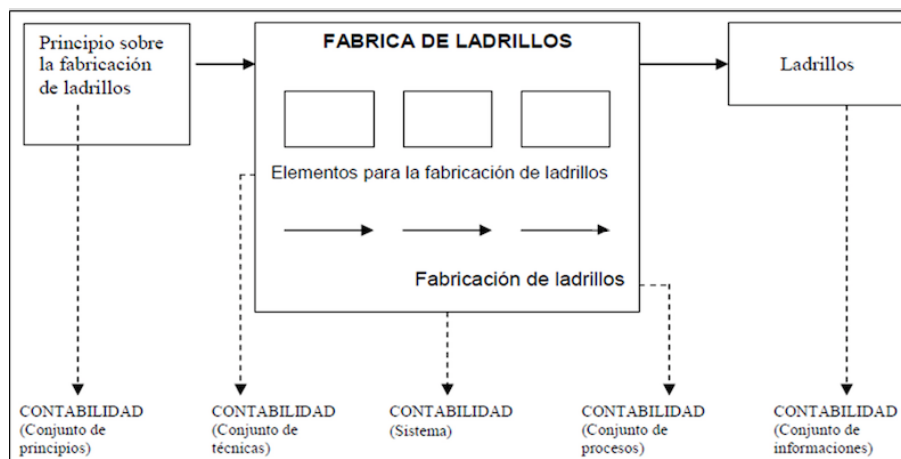 Principio sobre
la fabricación
de ladrillos
FABRICA DE LADRILLOS
Ladrillos
Elementos para la fabricación de ladrillos
Fabricación de ladrillos
CONTABILIDAD
(Conjunto de
principios)
CONTABILIDAD
(Conjunto de
técnicas)
CONTABILIDAD
(Sistema)
CONTABILIDAD
(Conjunto de
procesos)
CONTABILIDAD
(Conjunto de
informaciones)